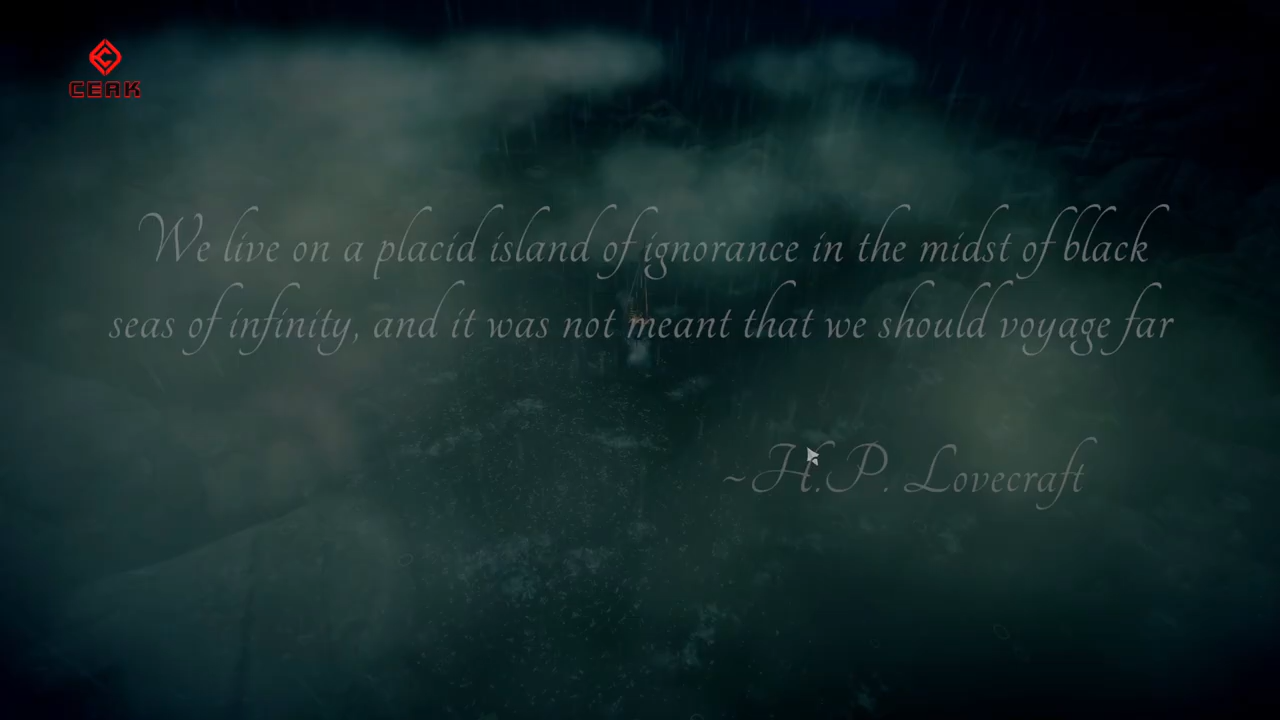 CEAK
We live on a placid island of ignorance in the midst of black
seas of infinity, and it was not meant that we should voyage far
~H.P. Lovecraft